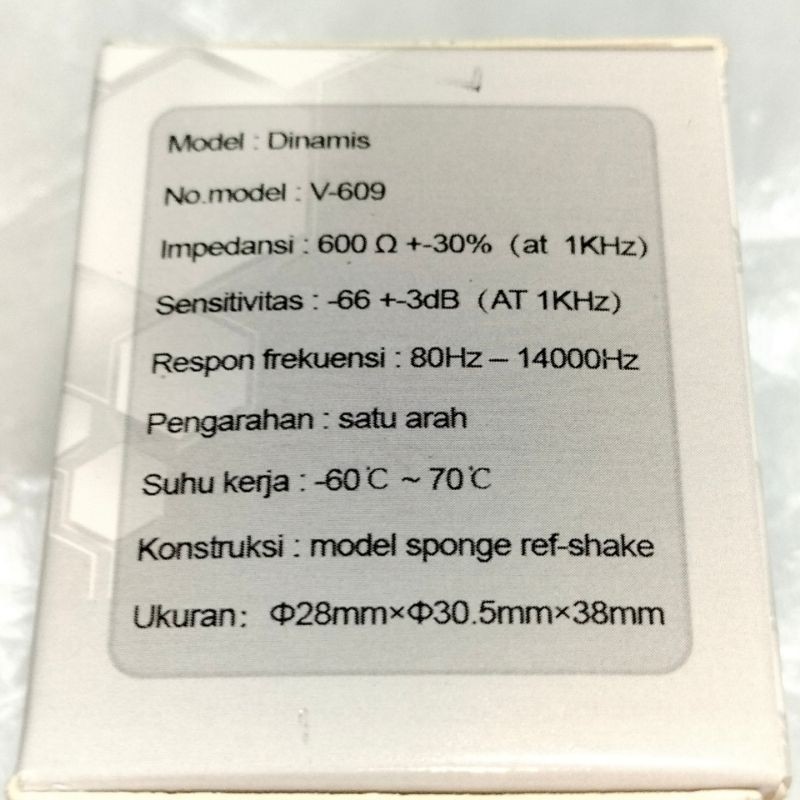 Model : Dinamis
No.model : V-609
Impedansi : 600 Ω +-30% (at 1KHz)
Sensitivitas : -66 +-3dB (AT 1KHz)
Respon frekuensi : 80Hz – 14000Hz
Pengarahan : satu arah
Suhu kerja : -60℃ ~ 70℃
Konstruksi : model sponge ref-shake
Ukuran: Φ28mm×Φ30.5mm×38mm